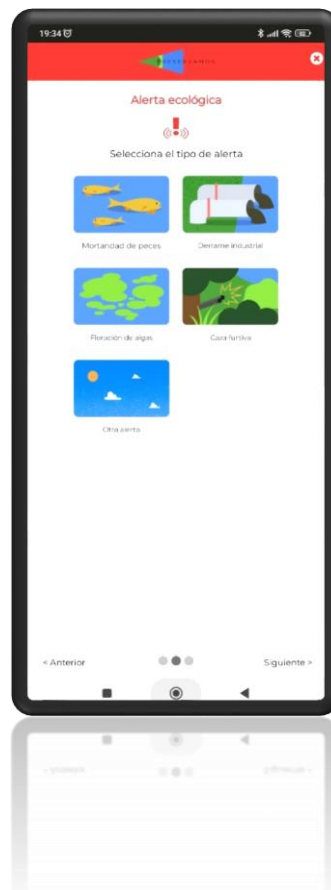 19:34
PRESERVAMOS
Alerta ecológica
Selecciona el tipo de alerta
Mortandad de peces
Derrame industrial
Floración de algas
Caza furtiva
Otra alerta
< Anterior
Siguiente >